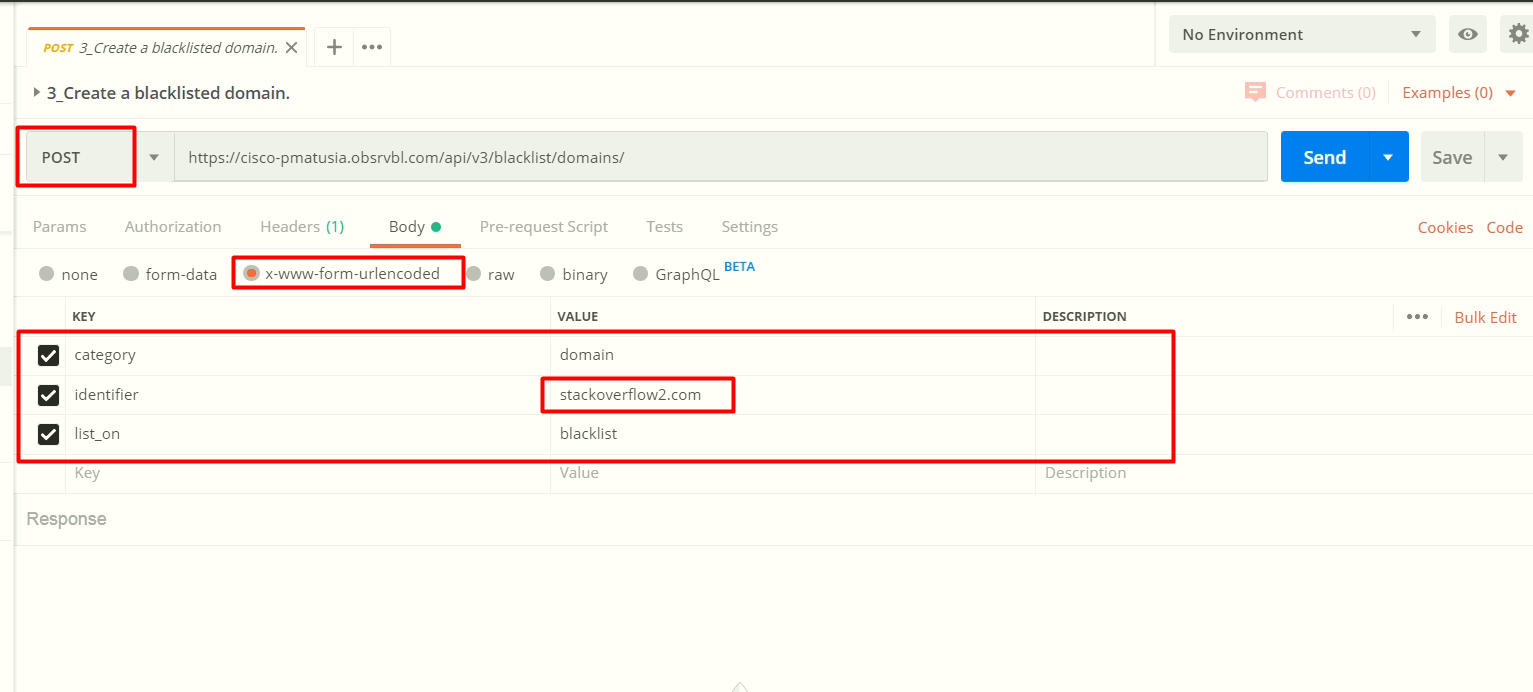 POST 3_Create a blacklisted domain.
No Environment
3_Create a blacklisted domain.
Comments (0) Examples (0)
POST https://cisco-pmatusia.obsrvbl.com/api/v3/blacklist/domains/ Send Save
Params Authorization Headers (1) Body Pre-request Script Tests Settings Cookies Code
none form-data x-www-form-urlencoded raw binary GraphQL BETA
KEY VALUE DESCRIPTION Bulk Edit
category domain
identifier stackoverflow2.com
list_on blacklist
Key Value Description
Response